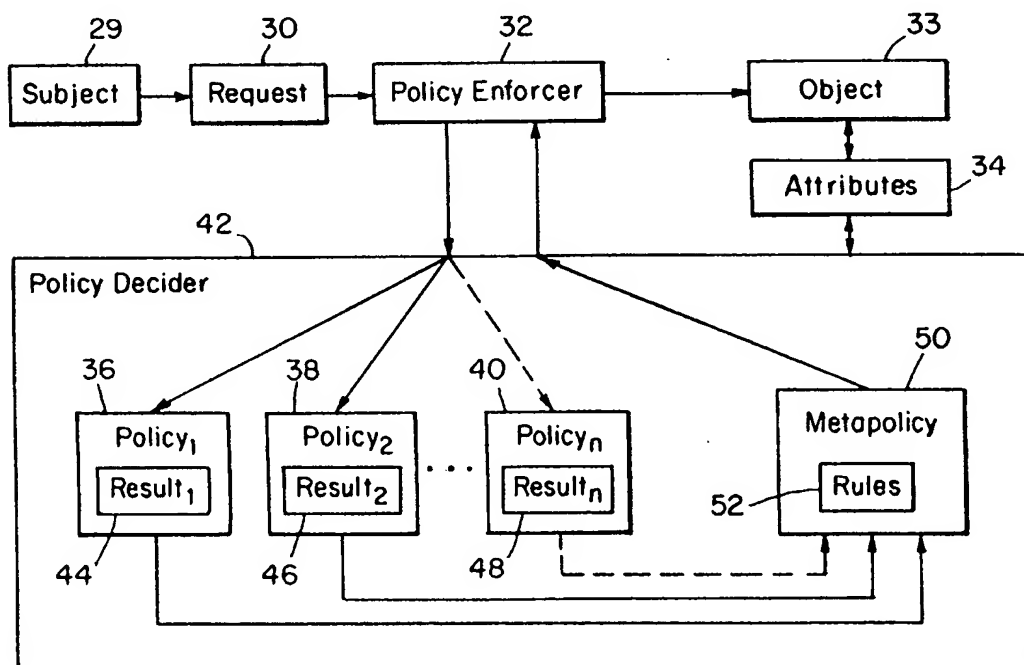 29
30
32
33
Subject
Request
Policy Enforcer
Object
Attributes
34
42
Policy Decider
36
38
40
50
Policy₁
Policy₂
Policyₙ
Metapolicy
Result₁
Result₂
. . .
Resultₙ
52
Rules
44
46
48